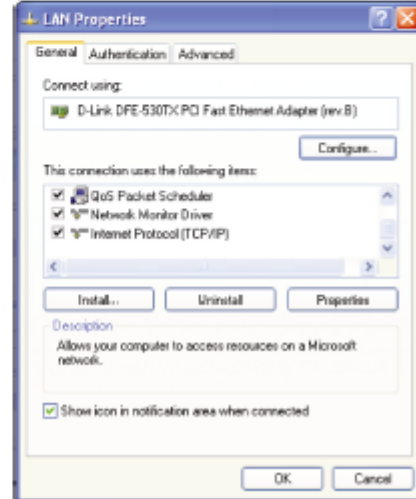 LAN Properties
General Authentication Advanced
Connect using:
D-Link DFE-530TX PCI Fast Ethernet Adapter (rev.B)
Configure...
This connection uses the following items:
QoS Packet Scheduler
Network Monitor Driver
Internet Protocol (TCP/IP)
Install... Uninstall Properties
Description
Allows your computer to access resources on a Microsoft
network.
Show icon in notification area when connected
OK Cancel